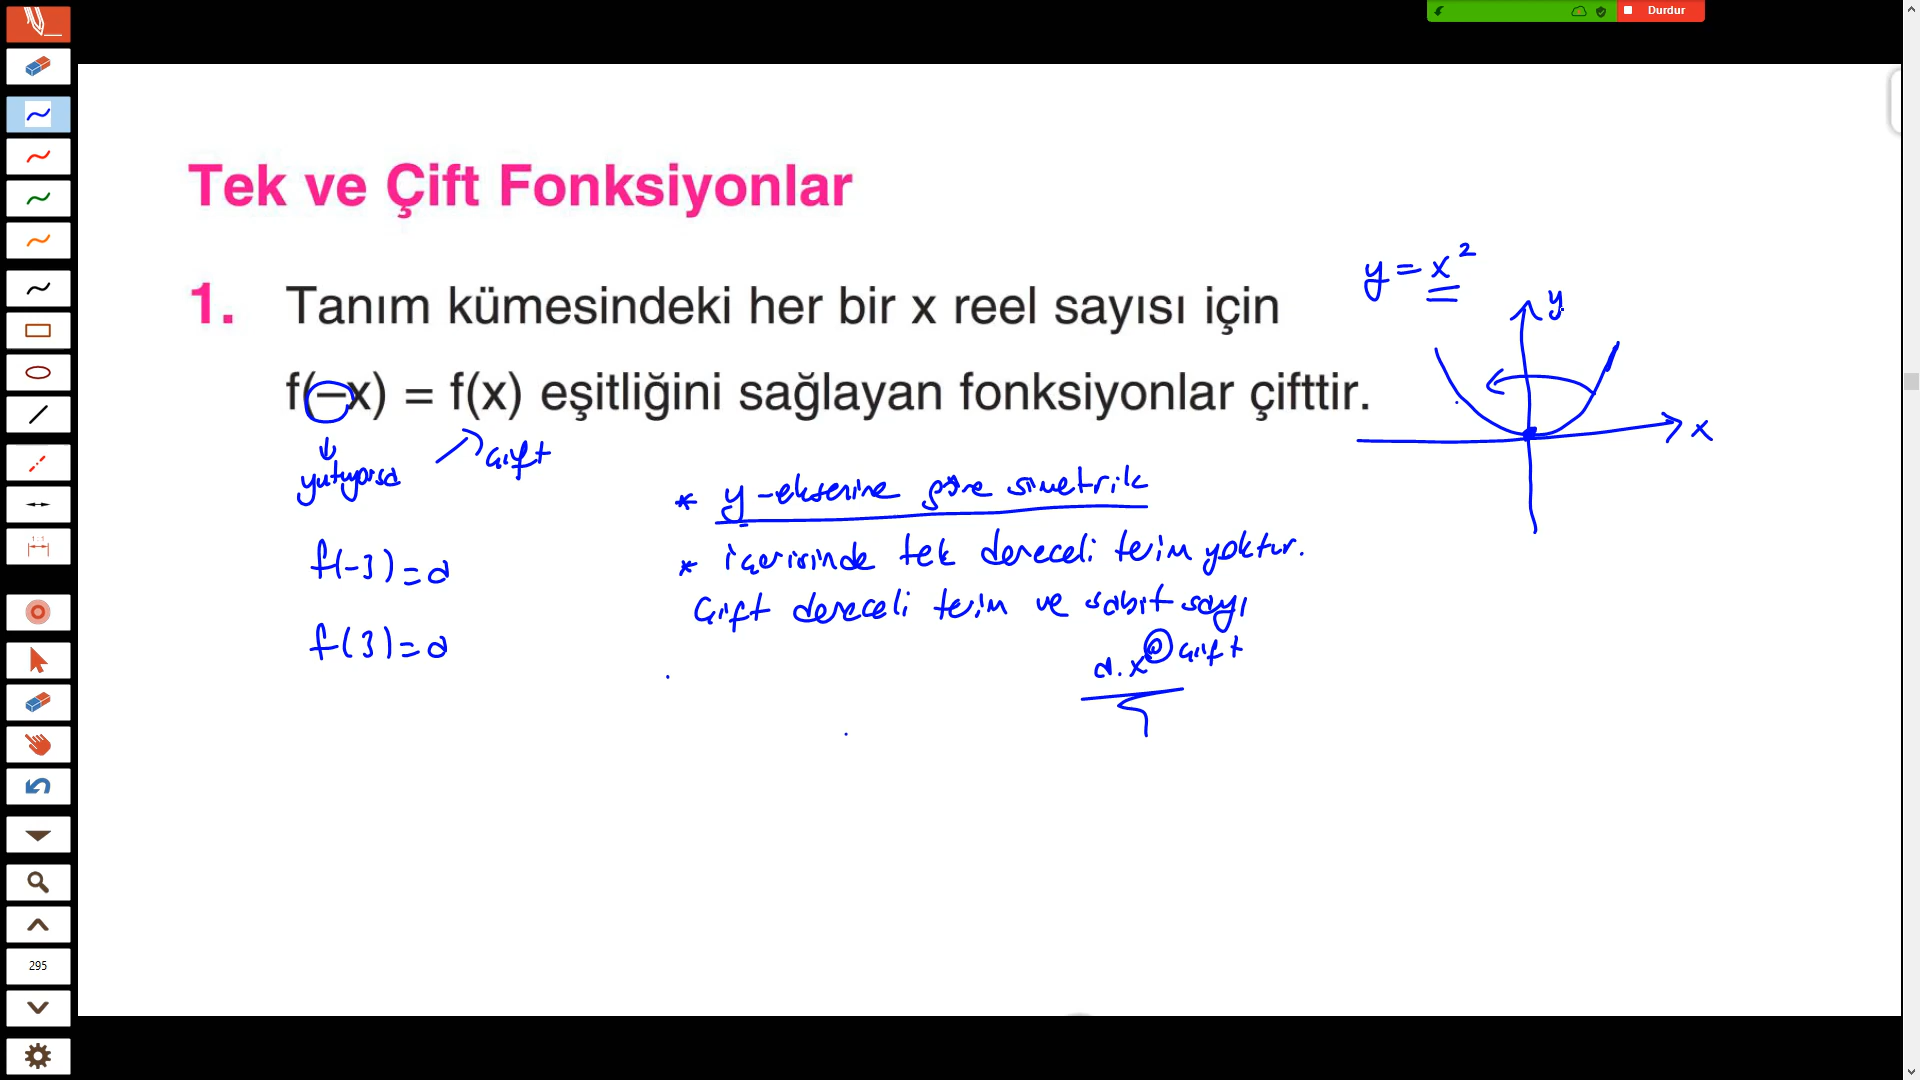 Durdur
Tek ve Çift Fonksiyonlar
1. Tanım kümesindeki her bir x reel sayısı için
f(–x) = f(x) eşitliğini sağlayan fonksiyonlar çifttir.
y = x²
y
x
yutuyorsa
çift
* y-eksenine göre simetrik
* içerisinde tek dereceli terim yoktur.
Çift dereceli terim ve sabit sayı
f(-3)=a
f(3)=a
a.x
çift
295